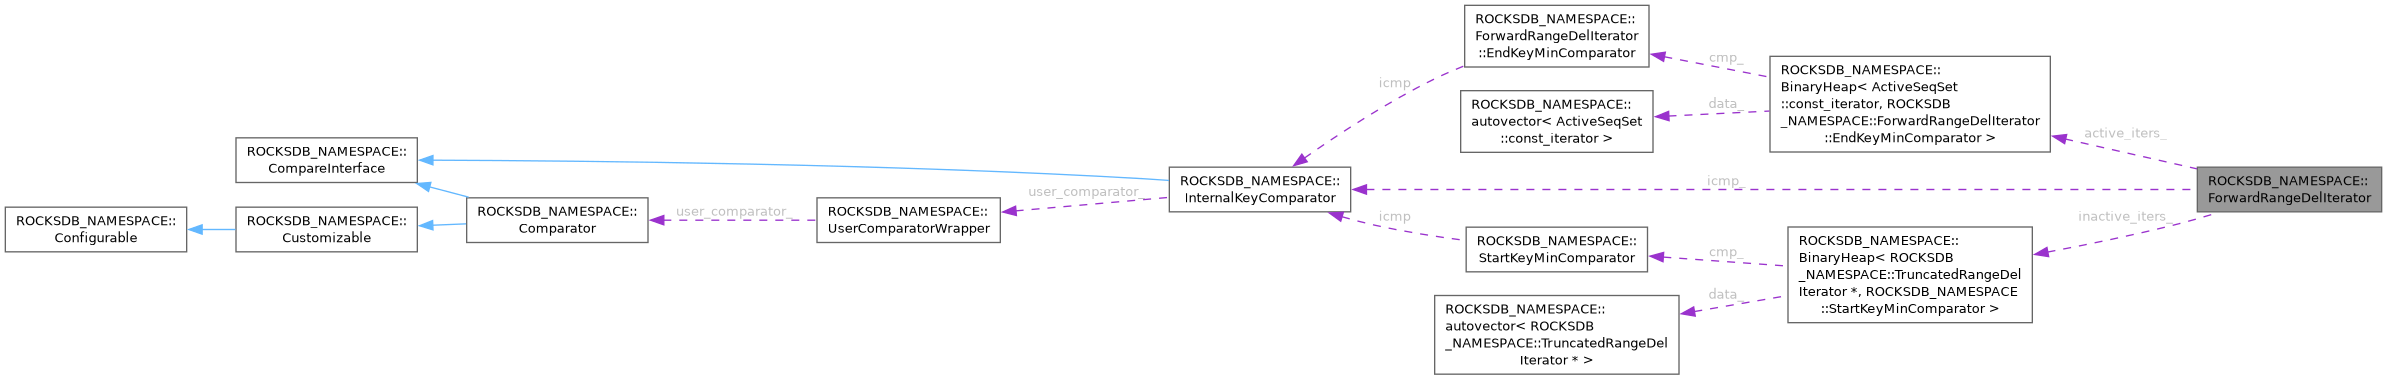 ROCKSDB_NAMESPACE::
Configurable
ROCKSDB_NAMESPACE::
CompareInterface
ROCKSDB_NAMESPACE::
Customizable
ROCKSDB_NAMESPACE::
Comparator
user_comparator_
ROCKSDB_NAMESPACE::
UserComparatorWrapper
user_comparator_
ROCKSDB_NAMESPACE::
InternalKeyComparator
icmp
icmp_
icmp
ROCKSDB_NAMESPACE::
ForwardRangeDelIterator
::EndKeyMinComparator
ROCKSDB_NAMESPACE::
autovector< ActiveSeqSet
::const_iterator >
ROCKSDB_NAMESPACE::
StartKeyMinComparator
ROCKSDB_NAMESPACE::
autovector< ROCKSDB
_NAMESPACE::TruncatedRangeDel
Iterator * >
cmp_
data_
cmp_
data_
ROCKSDB_NAMESPACE::
BinaryHeap< ActiveSeqSet
::const_iterator, ROCKSDB
_NAMESPACE::ForwardRangeDelIterator
::EndKeyMinComparator >
ROCKSDB_NAMESPACE::
BinaryHeap< ROCKSDB
_NAMESPACE::TruncatedRangeDel
Iterator *, ROCKSDB_NAMESPACE
::StartKeyMinComparator >
active_iters_
inactive_iters_
ROCKSDB_NAMESPACE::
ForwardRangeDelIterator